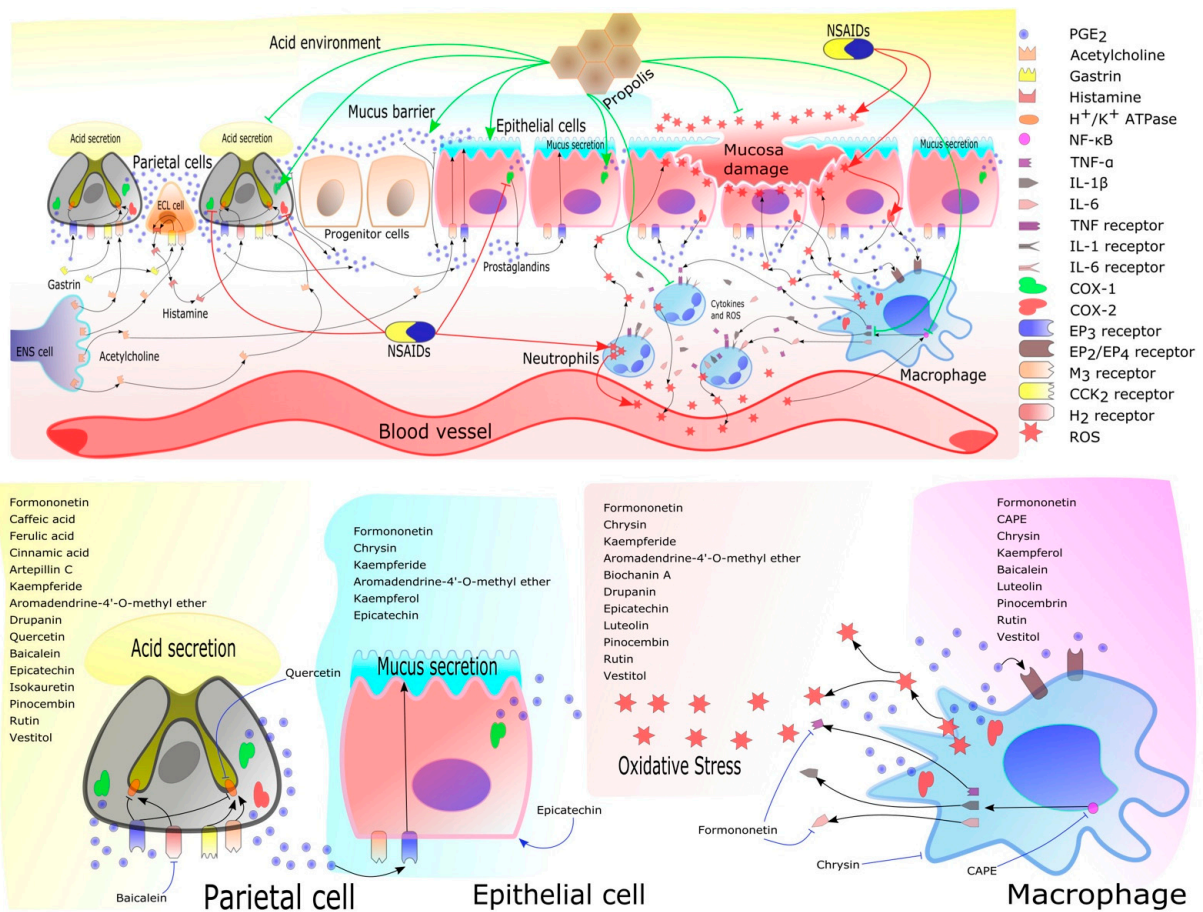 NSAIDs
Acid environment
Propolis
Mucus barrier
Epithelial cells
Acid secretion
Acid secretion
Parietal cells
Mucus secretion
Mucus secretion
Mucosa
damage
ECL cell
Progenitor cells
Prostaglandins
Gastrin
Histamine
Cytokines
and ROS
ENS cell
Acetylcholine
NSAIDs
Neutrophils
Macrophage
Blood vessel
PGE2
Acetylcholine
Gastrin
Histamine
H+/K+ ATPase
NF-κB
TNF-α
IL-1β
IL-6
TNF receptor
IL-1 receptor
IL-6 receptor
COX-1
COX-2
EP3 receptor
EP2/EP4 receptor
M3 receptor
CCK2 receptor
H2 receptor
ROS
Formononetin
Caffeic acid
Ferulic acid
Cinnamic acid
Artepillin C
Kaempferide
Aromadendrine-4'-O-methyl ether
Drupanin
Quercetin
Baicalein
Epicatechin
Isokauretin
Pinocembin
Rutin
Vestitol
Acid secretion
Quercetin
Baicalein
Parietal cell
Formononetin
Chrysin
Kaempferide
Aromadendrine-4'-O-methyl ether
Kaempferol
Epicatechin
Mucus secretion
Epicatechin
Epithelial cell
Formononetin
Chrysin
Kaempferide
Aromadendrine-4'-O-methyl ether
Biochanin A
Drupanin
Epicatechin
Luteolin
Pinocembin
Rutin
Vestitol
Oxidative Stress
Formononetin
Chrysin
CAPE
Formononetin
CAPE
Chrysin
Kaempferol
Baicalein
Luteolin
Pinocembrin
Rutin
Vestitol
Macrophage